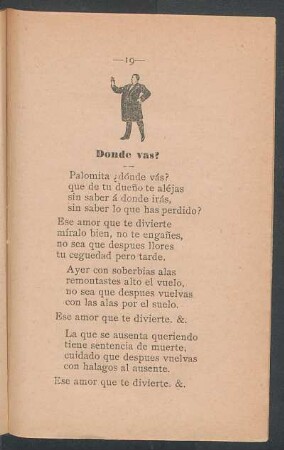 —19—
Donde vas?
Palomita ¿dónde vás?
que de tu dueño te aléjas
sin saber á donde irás,
sin saber lo que has perdido?
Ese amor que te divierte
míralo bien, no te engañes,
no sea que despues llores
tu ceguedad pero tarde.
Ayer con soberbias alas
remontastes alto el vuelo,
no sea que despues vuelvas
con las alas por el suelo.
Ese amor que te divierte. &.
La que se ausenta queriendo
tiene sentencia de muerte,
cuidado que despues vuelvas
con halagos al ausente.
Ese amor que te divierte. &.